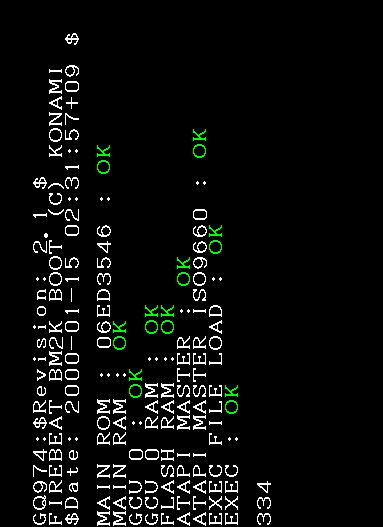 GQ974:$Revision: 2.1$
FIREBEAT BM2K BOOT (C) KONAMI
$Date: 2000-01-15 02:31:57+09 $
MAIN ROM : 06ED3546 : OK
MAIN RAM : OK
GCU 0 : OK
GCU 0 RAM : OK
FLASH RAM : OK
ATAPI MASTER : OK
ATAPI MASTER ISO9660 : OK
EXEC FILE LOAD : OK
EXEC : OK
334